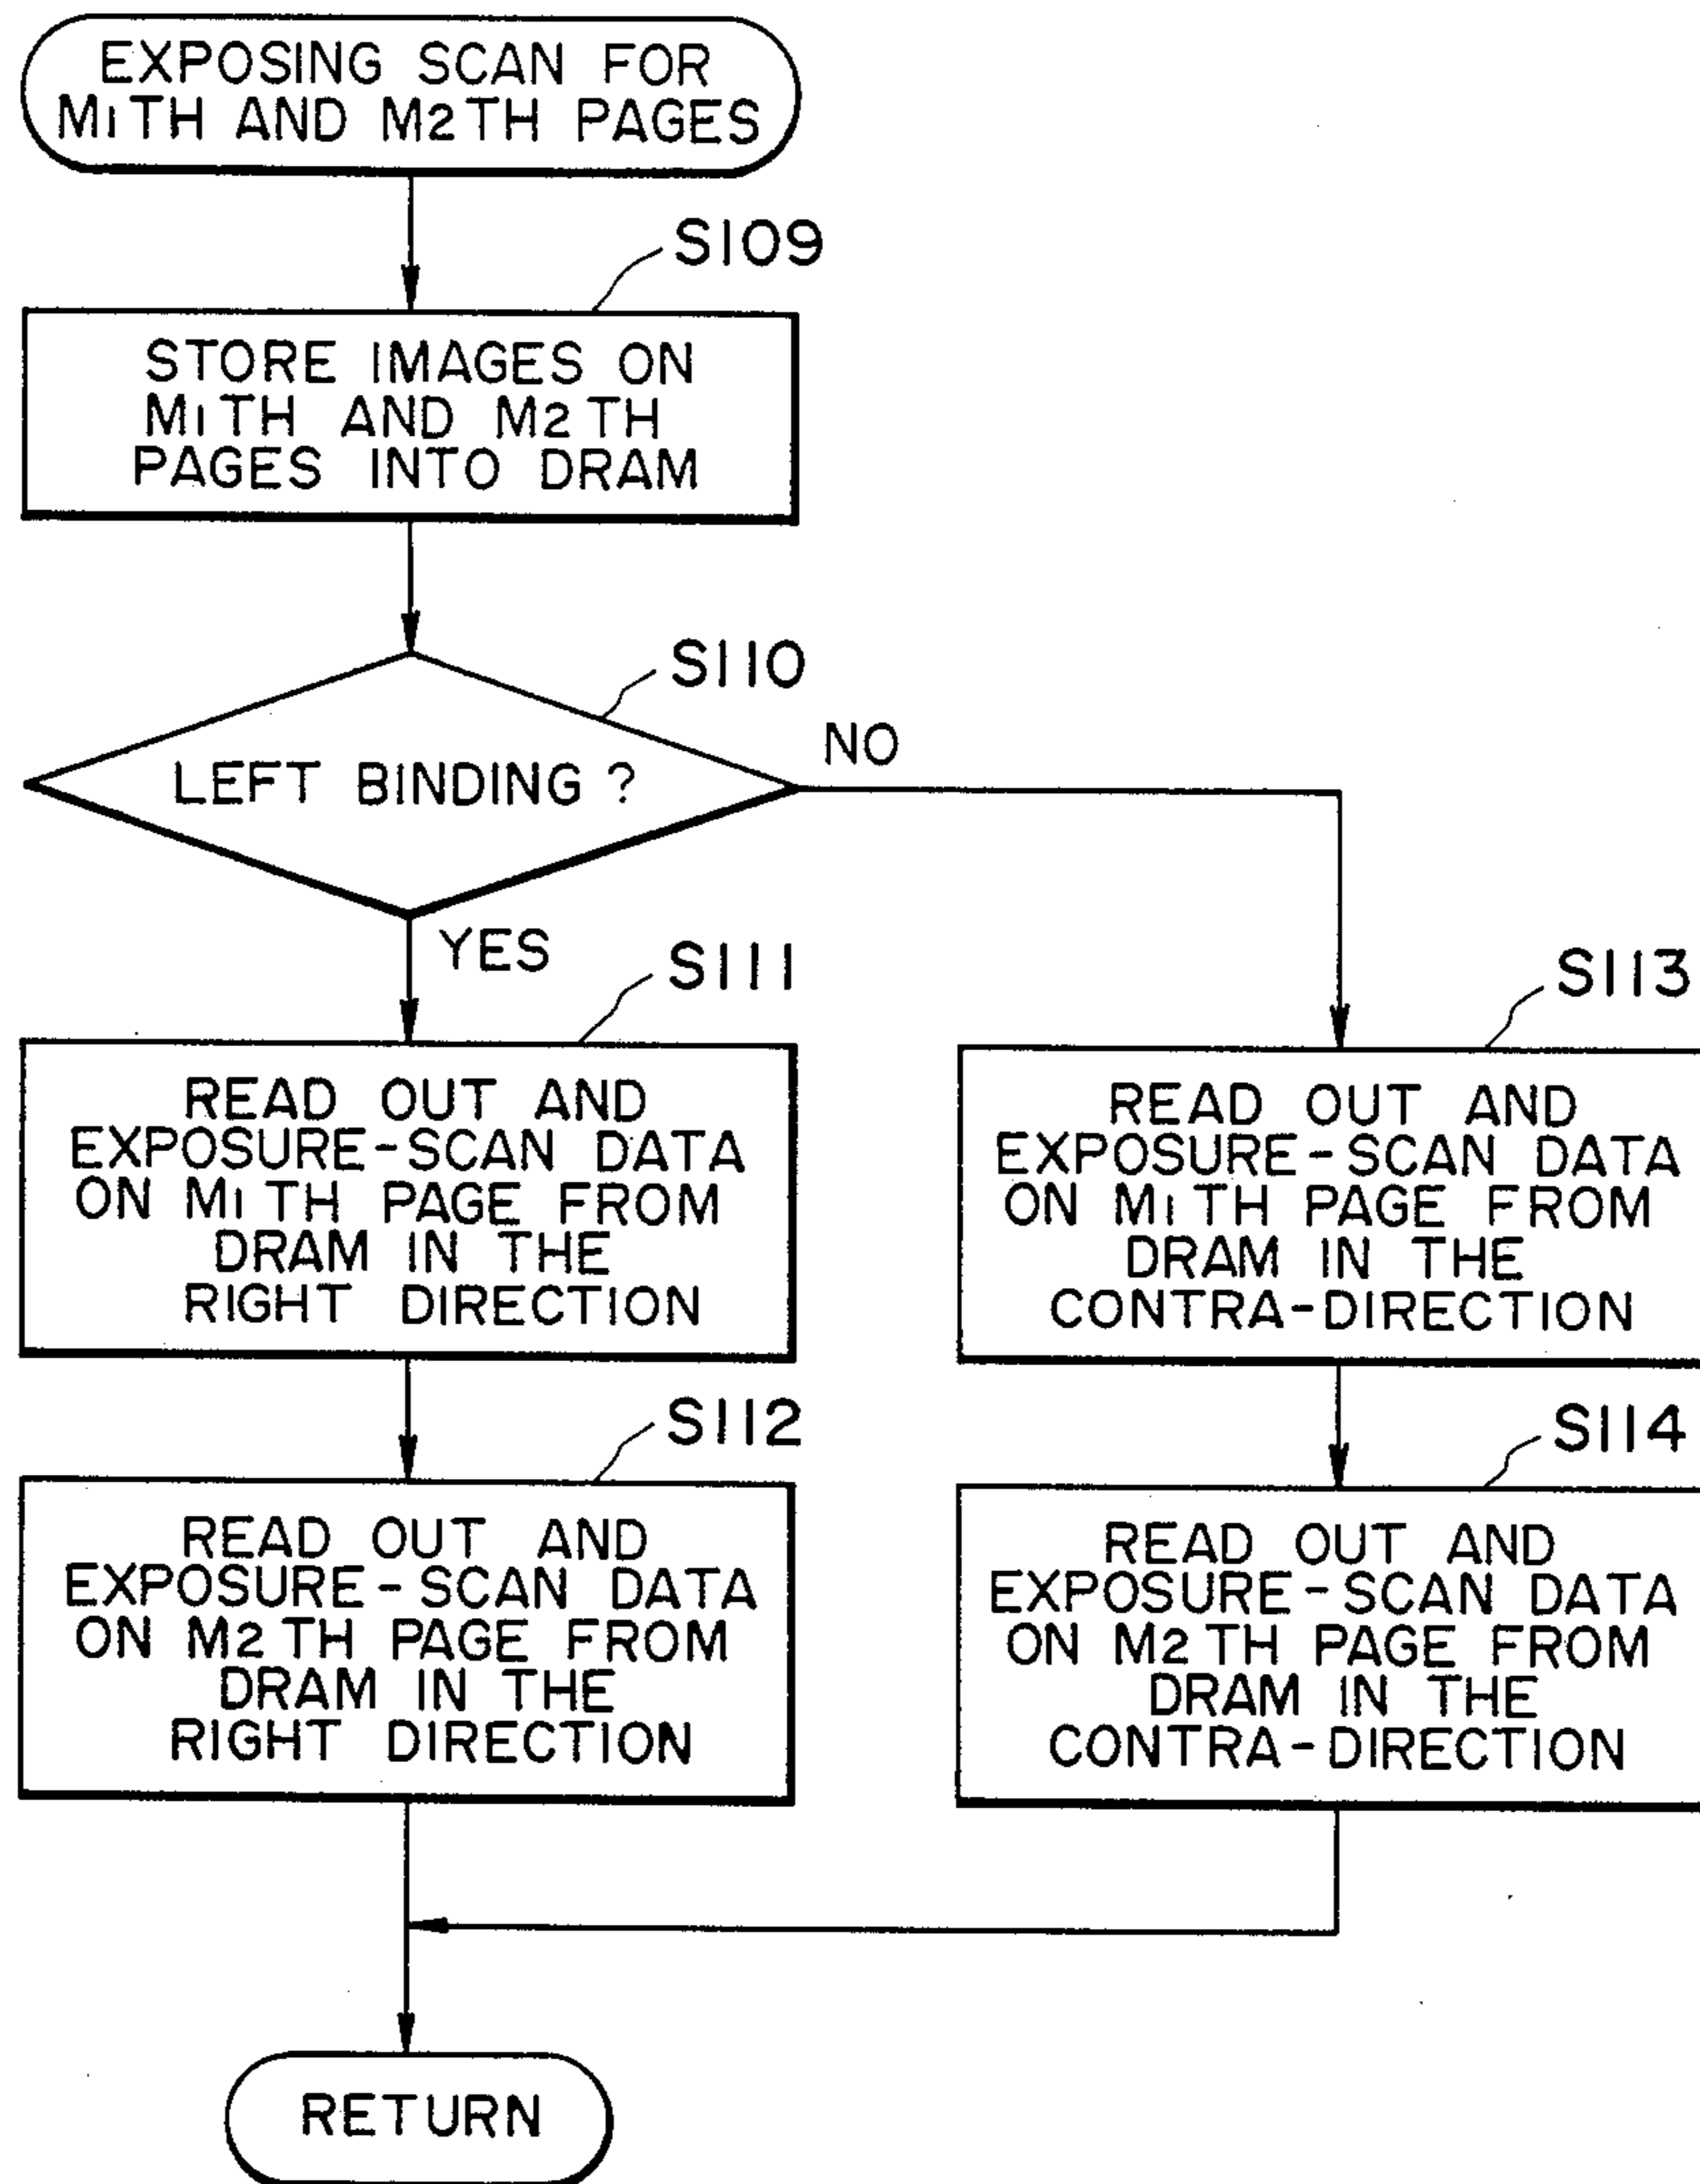 EXPOSING SCAN FOR
M1TH AND M2TH PAGES
S109
STORE IMAGES ON
M1TH AND M2TH
PAGES INTO DRAM
S110
LEFT BINDING ?
NO
YES
S111
READ OUT AND
EXPOSURE-SCAN DATA
ON M1TH PAGE FROM
DRAM IN THE
RIGHT DIRECTION
S113
READ OUT AND
EXPOSURE-SCAN DATA
ON M1TH PAGE FROM
DRAM IN THE
CONTRA-DIRECTION
S112
READ OUT AND
EXPOSURE-SCAN DATA
ON M2TH PAGE FROM
DRAM IN THE
RIGHT DIRECTION
S114
READ OUT AND
EXPOSURE-SCAN DATA
ON M2TH PAGE FROM
DRAM IN THE
CONTRA-DIRECTION
RETURN